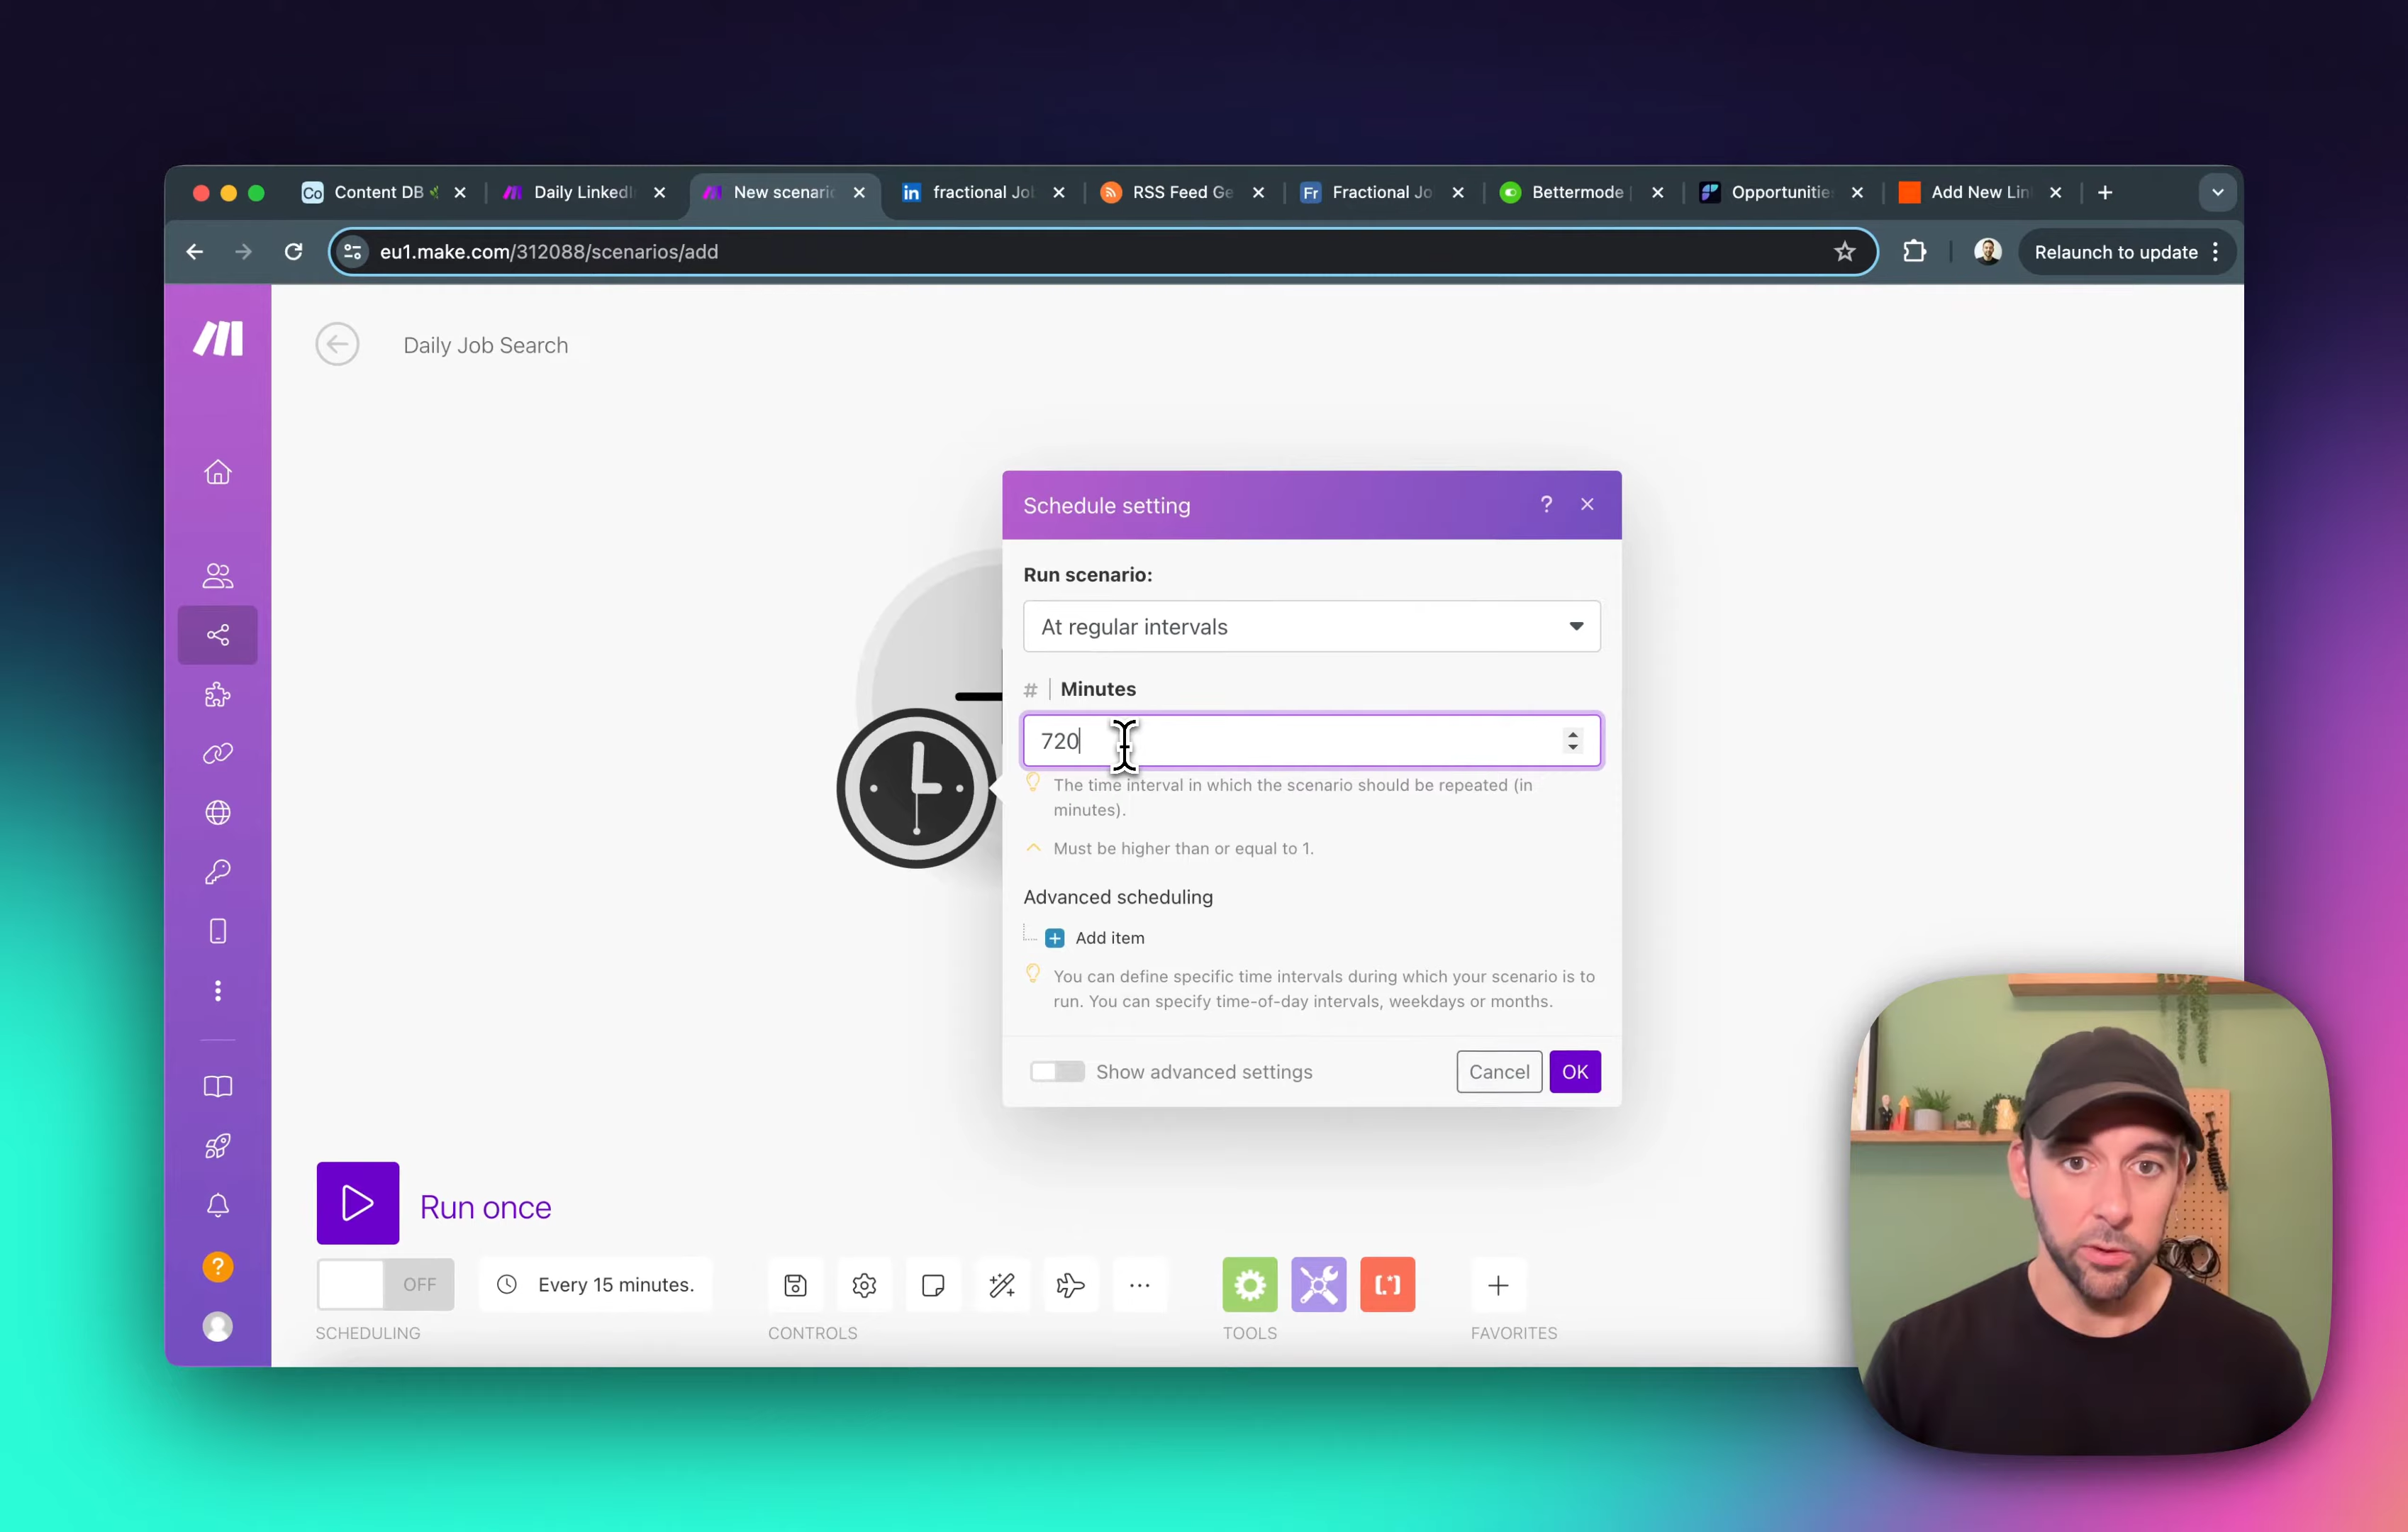 Co Content DB
Daily LinkedI
New scenari
in fractional Jo
RSS Feed Ge
Fr Fractional Jo
Bettermode |
Opportunitie
Add New Lin
eu1.make.com/312088/scenarios/add
Relaunch to update
Daily Job Search
Schedule setting
?
Run scenario:
At regular intervals
# | Minutes
720
The time interval in which the scenario should be repeated (in
minutes).
Must be higher than or equal to 1.
Advanced scheduling
Add item
You can define specific time intervals during which your scenario is to
run. You can specify time-of-day intervals, weekdays or months.
Show advanced settings
Cancel
OK
Run once
?
OFF
Every 15 minutes.
SCHEDULING
CONTROLS
TOOLS
FAVORITES